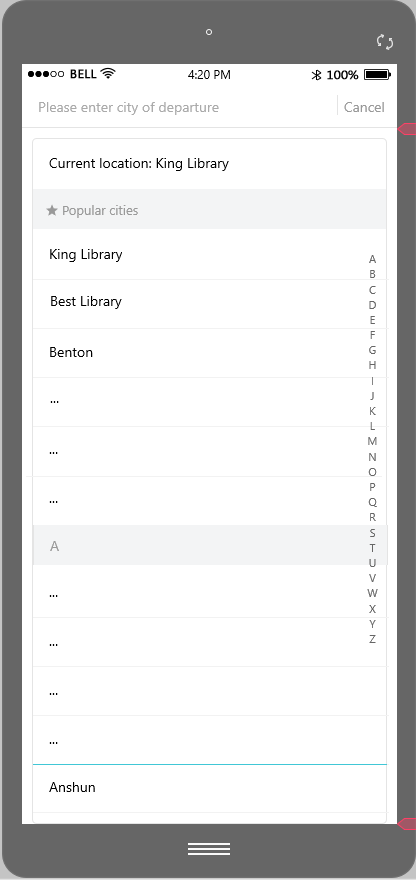 BELL 4:20 PM 100%
Please enter city of departure Cancel
Current location: King Library
★ Popular cities
King Library
Best Library
Benton
...
...
...
A
...
...
...
...
Anshun
A
B
C
D
E
F
G
H
I
J
K
L
M
N
O
P
Q
R
S
T
U
V
W
X
Y
Z